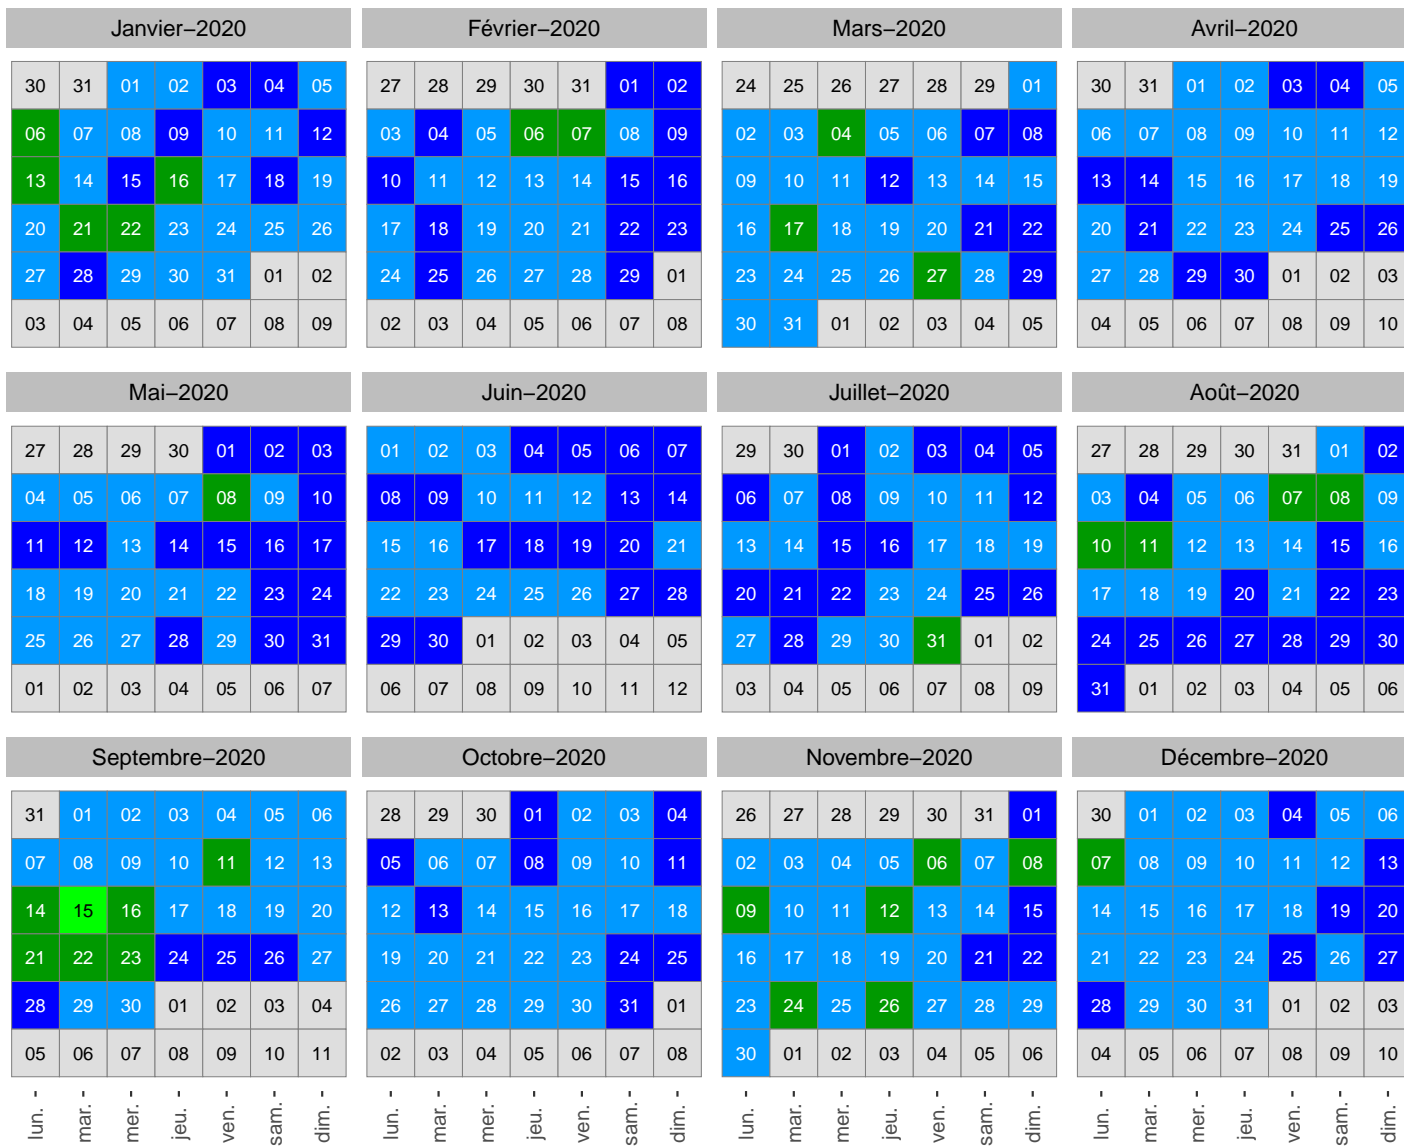 Janvier–2020 Février–2020 Mars–2020 Avril–2020
30 31 01 02 03 04 05 27 28 29 30 31 01 02 24 25 26 27 28 29 01 30 31 01 02 03 04 05
06 07 08 09 10 11 12 03 04 05 06 07 08 09 02 03 04 05 06 07 08 06 07 08 09 10 11 12
13 14 15 16 17 18 19 10 11 12 13 14 15 16 09 10 11 12 13 14 15 13 14 15 16 17 18 19
20 21 22 23 24 25 26 17 18 19 20 21 22 23 16 17 18 19 20 21 22 20 21 22 23 24 25 26
27 28 29 30 31 01 02 24 25 26 27 28 29 01 23 24 25 26 27 28 29 27 28 29 30 01 02 03
03 04 05 06 07 08 09 02 03 04 05 06 07 08 30 31 01 02 03 04 05 04 05 06 07 08 09 10
Mai–2020 Juin–2020 Juillet–2020 Août–2020
27 28 29 30 01 02 03 01 02 03 04 05 06 07 29 30 01 02 03 04 05 27 28 29 30 31 01 02
04 05 06 07 08 09 10 08 09 10 11 12 13 14 06 07 08 09 10 11 12 03 04 05 06 07 08 09
11 12 13 14 15 16 17 15 16 17 18 19 20 21 13 14 15 16 17 18 19 10 11 12 13 14 15 16
18 19 20 21 22 23 24 22 23 24 25 26 27 28 20 21 22 23 24 25 26 17 18 19 20 21 22 23
25 26 27 28 29 30 31 29 30 01 02 03 04 05 27 28 29 30 31 01 02 24 25 26 27 28 29 30
01 02 03 04 05 06 07 06 07 08 09 10 11 12 03 04 05 06 07 08 09 31 01 02 03 04 05 06
Septembre–2020 Octobre–2020 Novembre–2020 Décembre–2020
31 01 02 03 04 05 06 28 29 30 01 02 03 04 26 27 28 29 30 31 01 30 01 02 03 04 05 06
07 08 09 10 11 12 13 05 06 07 08 09 10 11 02 03 04 05 06 07 08 07 08 09 10 11 12 13
14 15 16 17 18 19 20 12 13 14 15 16 17 18 09 10 11 12 13 14 15 14 15 16 17 18 19 20
21 22 23 24 25 26 27 19 20 21 22 23 24 25 16 17 18 19 20 21 22 21 22 23 24 25 26 27
28 29 30 01 02 03 04 26 27 28 29 30 31 01 23 24 25 26 27 28 29 28 29 30 31 01 02 03
05 06 07 08 09 10 11 02 03 04 05 06 07 08 30 01 02 03 04 05 06 04 05 06 07 08 09 10
lun. mar. mer. jeu. ven. sam. dim. lun. mar. mer. jeu. ven. sam. dim. lun. mar. mer. jeu. ven. sam. dim. lun. mar. mer. jeu. ven. sam. dim.